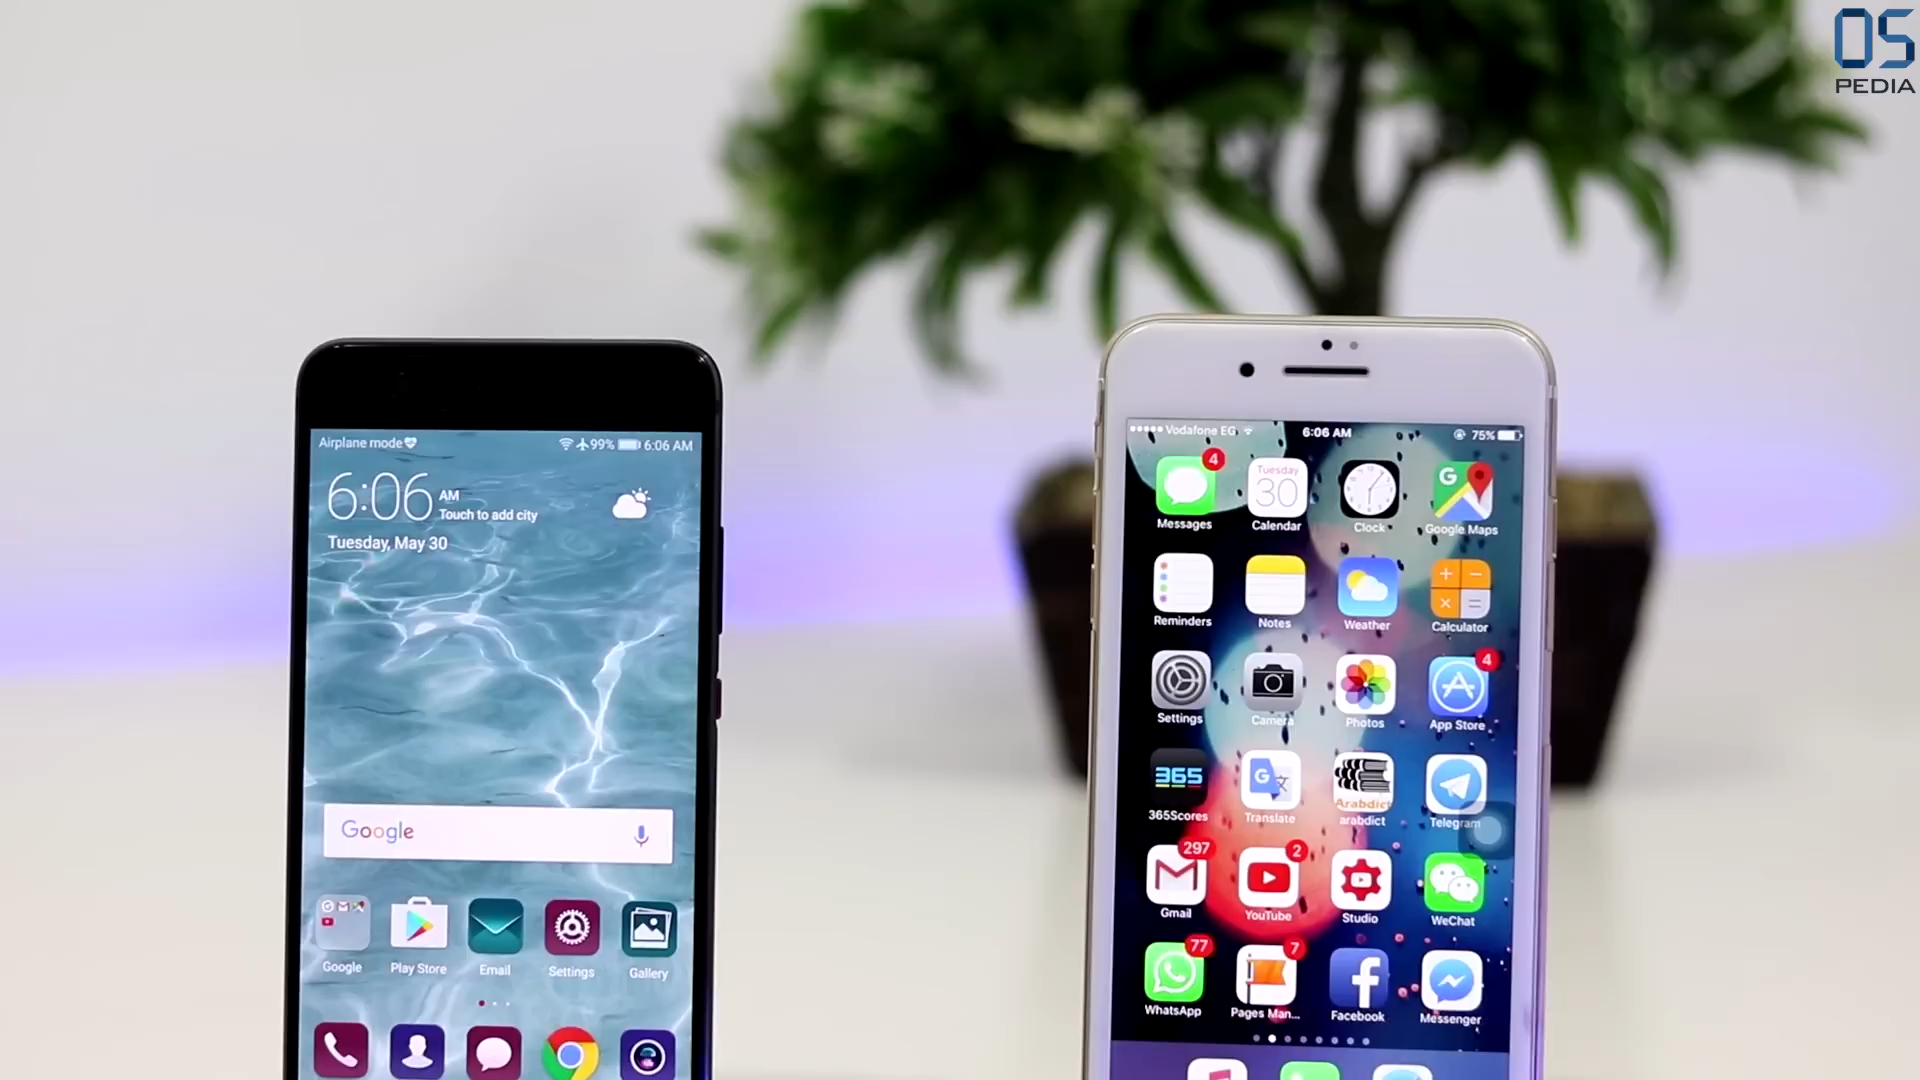 OS
PEDIA
Airplane mode
99%
6:06 AM
6:06 AM
Touch to add city
Tuesday, May 30
Google
Google
Play Store
Email
Settings
Gallery
Vodafone EG
6:06 AM
75%
4
Tuesday
30
Messages
Calendar
Clock
Google Maps
Reminders
Notes
Weather
Calculator
4
Settings
Camera
Photos
App Store
365
Arabdict
365Scores
Translate
arabdict
Telegram
297
2
Gmail
YouTube
Studio
WeChat
77
7
WhatsApp
Pages Man...
Facebook
Messenger